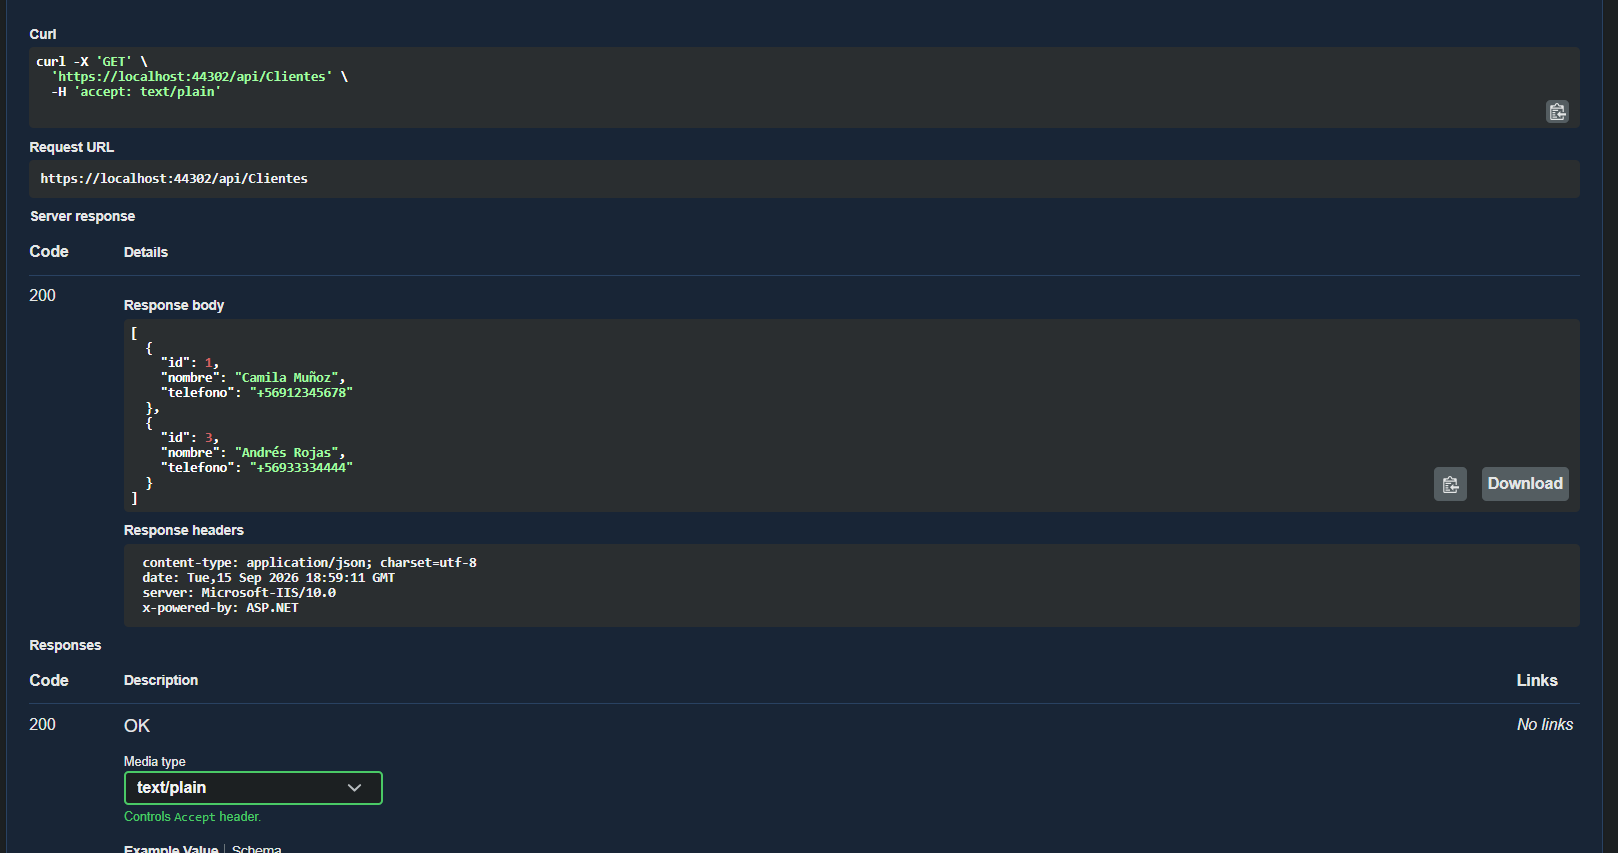 Curl
curl -X 'GET' \
  'https://localhost:44302/api/Clientes' \
  -H 'accept: text/plain'
Request URL
https://localhost:44302/api/Clientes
Server response
Code Details
200
Response body
[
  {
    "id": 1,
    "nombre": "Camila Muñoz",
    "telefono": "+56912345678"
  },
  {
    "id": 3,
    "nombre": "Andrés Rojas",
    "telefono": "+56933334444"
  }
]
Download
Response headers
content-type: application/json; charset=utf-8
date: Tue,15 Sep 2026 18:59:11 GMT
server: Microsoft-IIS/10.0
x-powered-by: ASP.NET
Responses
Code Description Links
200 OK No links
Media type
text/plain
Controls Accept header.
Example Value | Schema